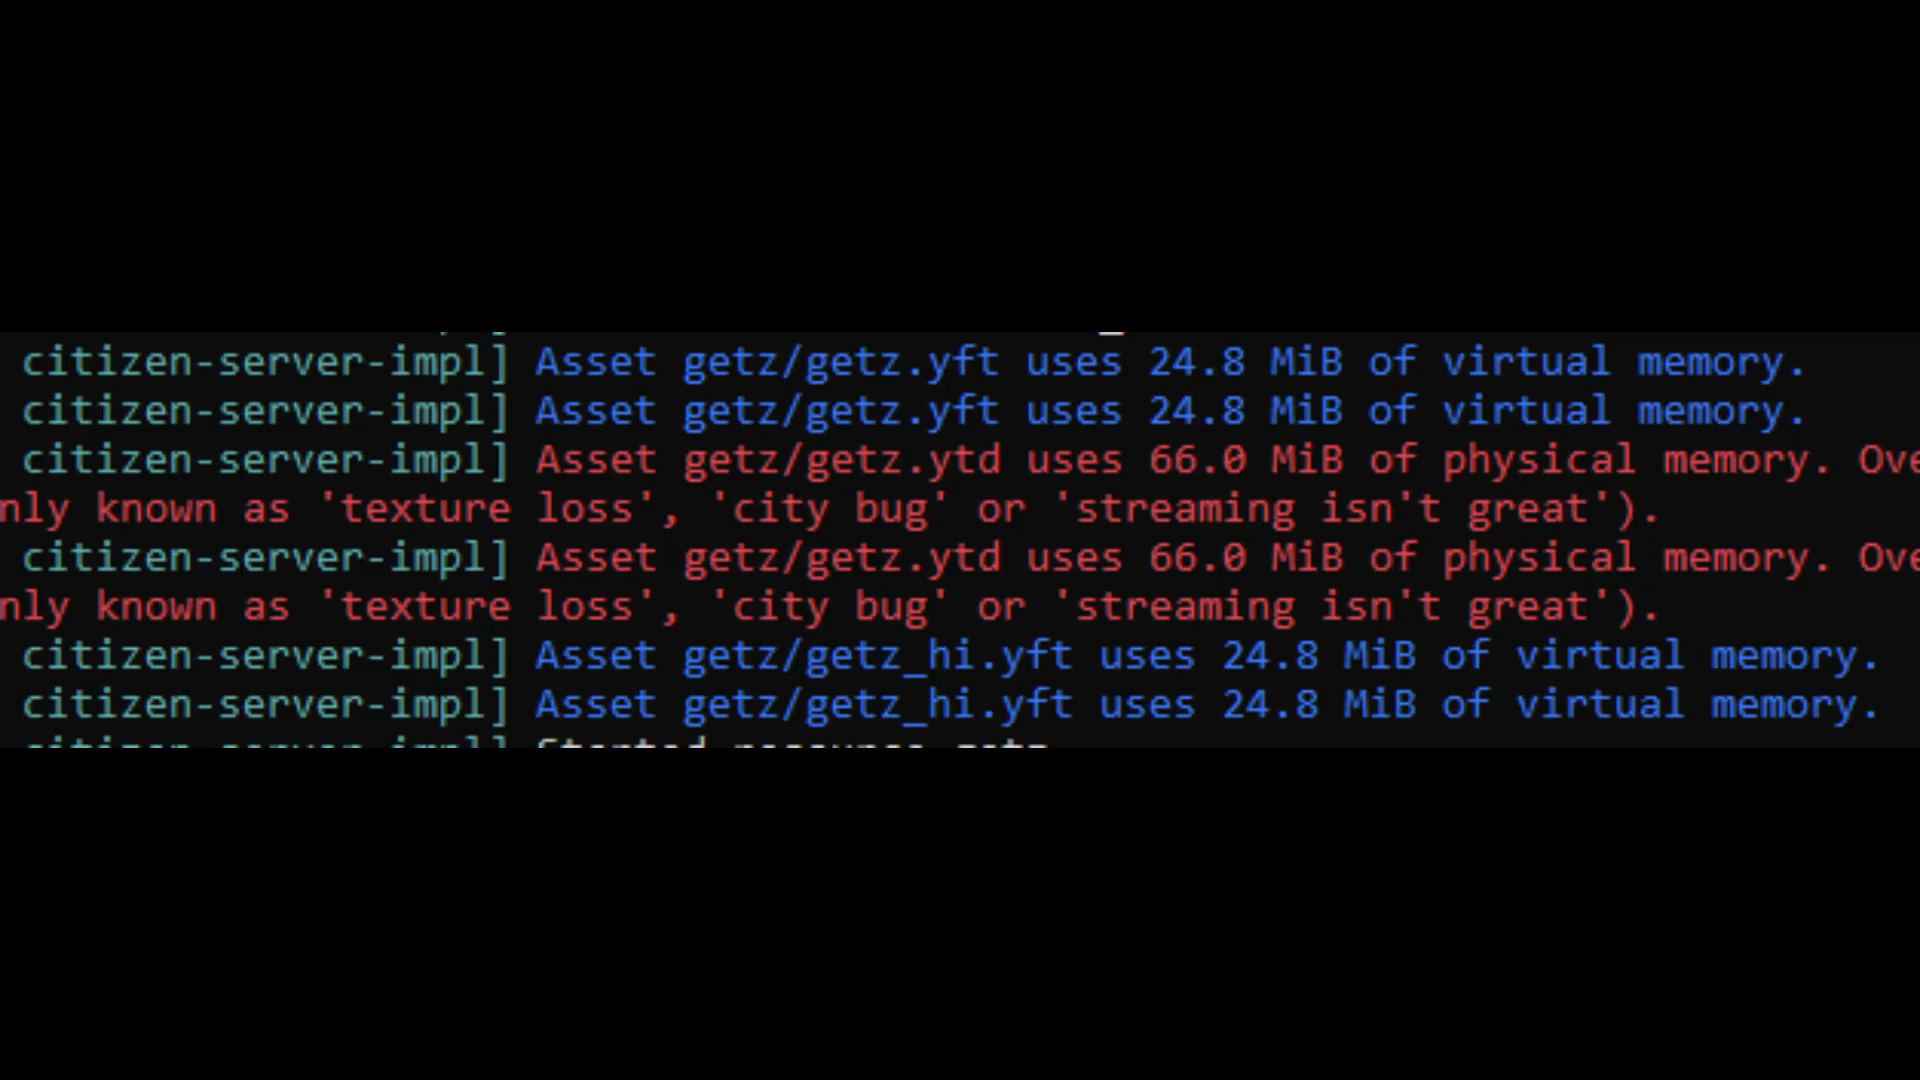 citizen-server-impl] Asset getz/getz.yft uses 24.8 MiB of virtual memory.
citizen-server-impl] Asset getz/getz.yft uses 24.8 MiB of virtual memory.
citizen-server-impl] Asset getz/getz.ytd uses 66.0 MiB of physical memory. Ove
nly known as 'texture loss', 'city bug' or 'streaming isn't great').
citizen-server-impl] Asset getz/getz.ytd uses 66.0 MiB of physical memory. Ove
nly known as 'texture loss', 'city bug' or 'streaming isn't great').
citizen-server-impl] Asset getz/getz_hi.yft uses 24.8 MiB of virtual memory.
citizen-server-impl] Asset getz/getz_hi.yft uses 24.8 MiB of virtual memory.